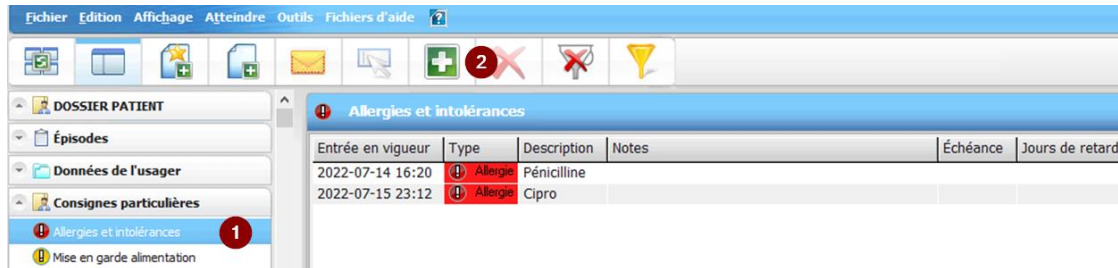 Fichier Edition Affichage Atteindre Outils Fichiers d'aide ?
2
DOSSIER PATIENT
Épisodes
Données de l'usager
Consignes particulières
Allergies et intolérances 1
Mise en garde alimentation
Allergies et intolérances
Entrée en vigueur Type Description Notes Échéance Jours de retard
2022-07-14 16:20 Allergie Pénicilline
2022-07-15 23:12 Allergie Cipro